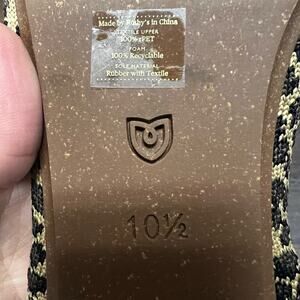 Made by Rothy's in China
TEXTILE UPPER
100% rPET
FOAM
100% Recyclable
SOLE MATERIAL
Rubber with Textile
10½